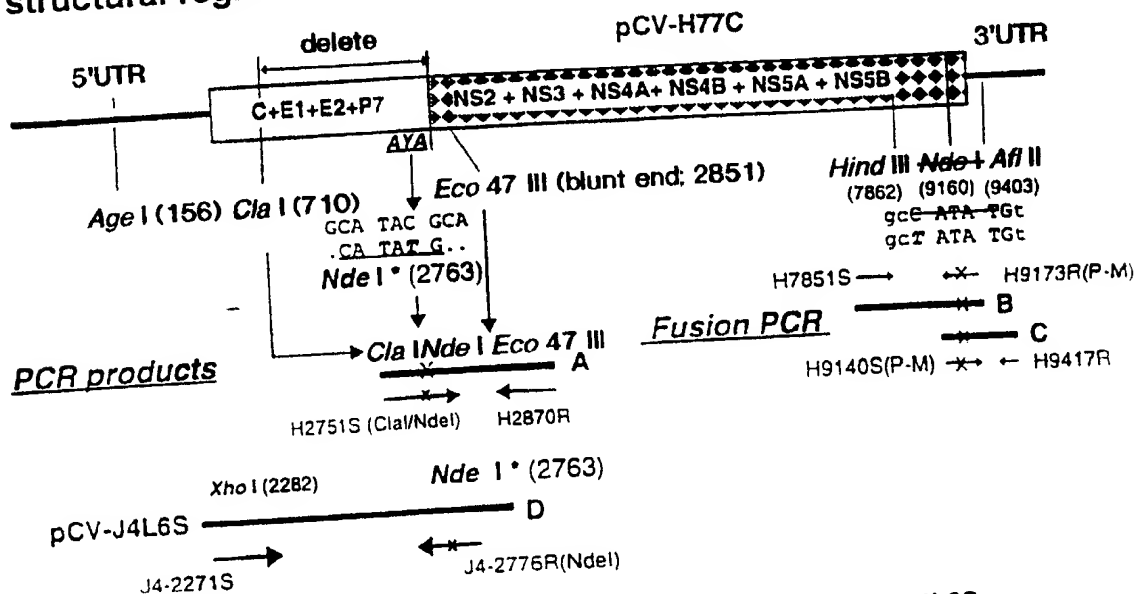 structural reg
pCV-H77C
delete
5'UTR
3'UTR
C+E1+E2+P7
NS2 + NS3 + NS4A+ NS4B + NS5A + NS5B
AYA
Age I (156) Cla I (710)
Eco 47 III (blunt end; 2851)
Hind III Nde I Afl II
(7862) (9160) (9403)
GCA TAC GCA
.CA TAT G..
gcC ATA TGt
gcT ATA TGt
Nde I * (2763)
H7851S
H9173R(P-M)
B
Fusion PCR
C
H9140S(P-M)
H9417R
PCR products
Cla I Nde I Eco 47 III
A
H2751S (ClaI/NdeI)
H2870R
Xho I (2282)
Nde I * (2763)
pCV-J4L6S
D
J4-2271S
J4-2776R(NdeI)